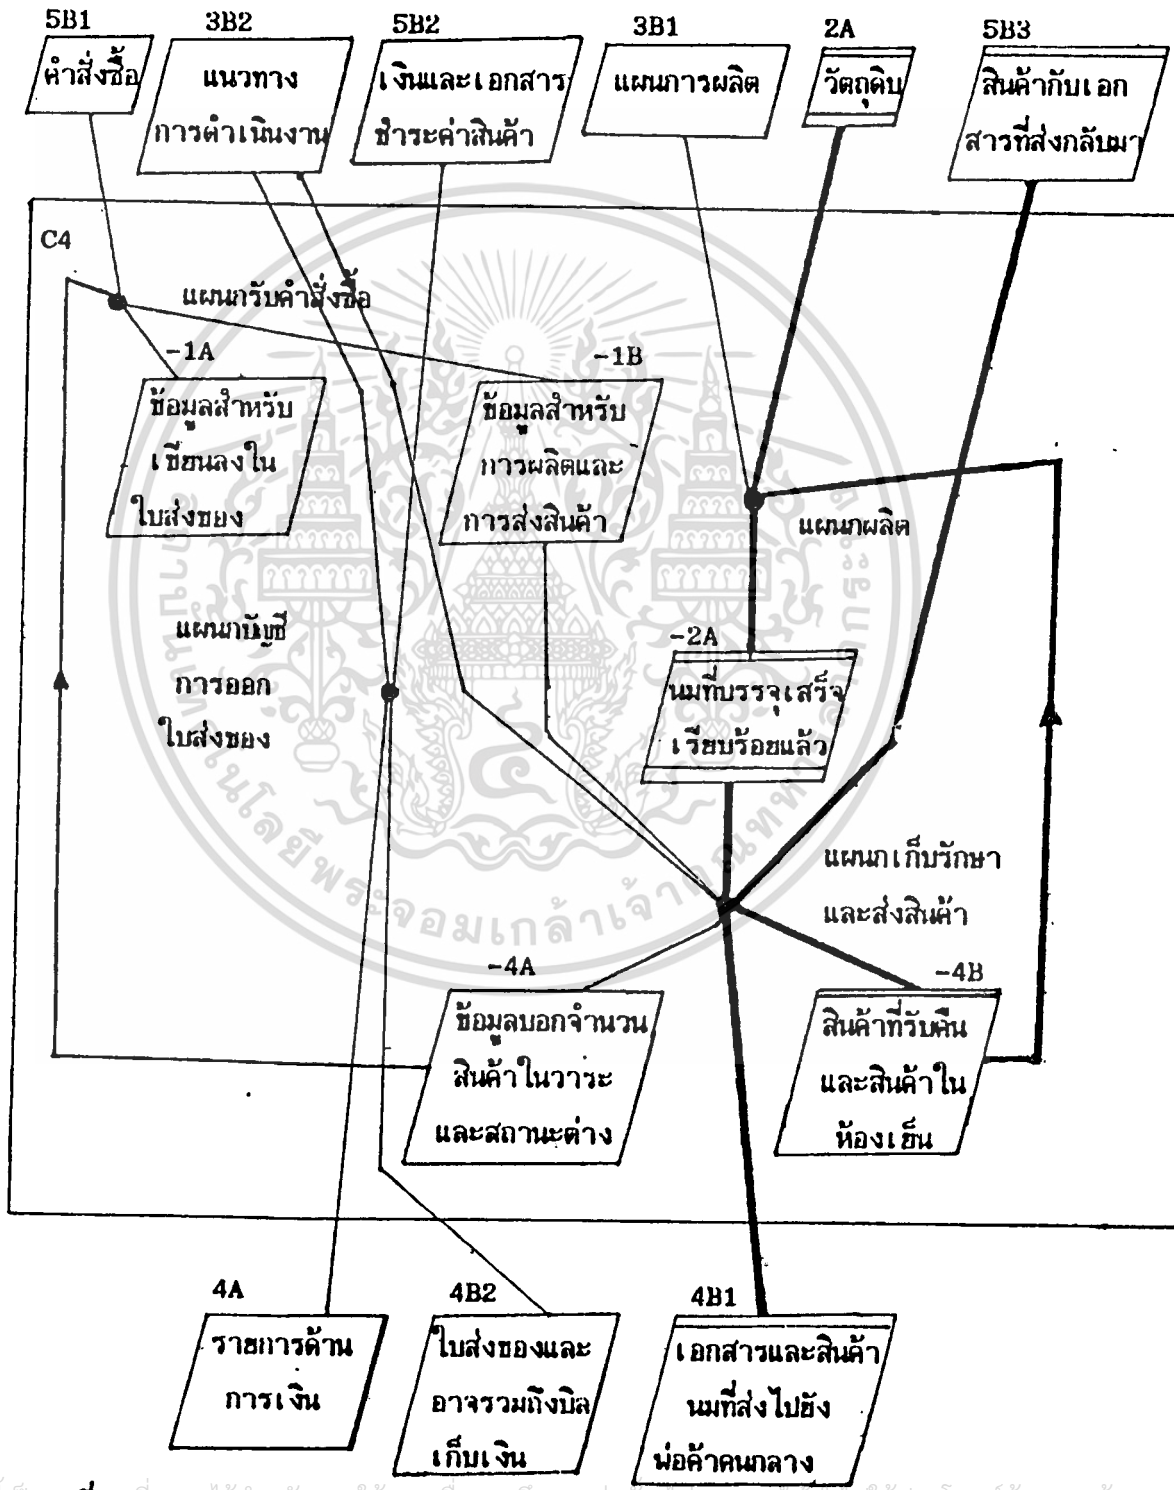 5B1
3B2
5B2
3B1
2A
5B3
คำสั่งซื้อ
แนวทาง
การดำเนินงาน
เงินและเอกสาร
ชำระค่าสินค้า
แผนการผลิต
วัตถุดิบ
สินค้ากับเอก
สารที่ส่งกลับมา
C4
แผนกรับคำสั่งซื้อ
-1A
-1B
ข้อมูลสำหรับ
เขียนลงใน
ใบส่งของ
ข้อมูลสำหรับ
การผลิตและ
การส่งสินค้า
แผนกผลิต
แผนกบัญชี
การออก
ใบส่งของ
-2A
นมที่บรรจุเสร็จ
เรียบร้อยแล้ว
แผนกเก็บรักษา
และส่งสินค้า
-4A
-4B
ข้อมูลบอกจำนวน
สินค้าในวาระ
และสถานะต่าง
สินค้าที่รับคืน
และสินค้าใน
ห้องเย็น
4A
4B2
4B1
รายการด้าน
การเงิน
ใบส่งของและ
อาจรวมถึงบิล
เก็บเงิน
เอกสารและสินค้า
นมที่ส่งไปยัง
พ่อค้าคนกลาง